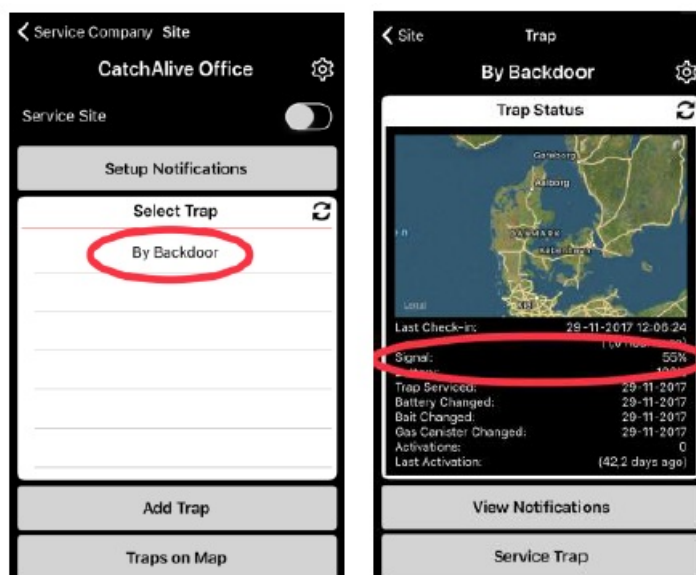 Service Company Site
CatchAlive Office
Service Site
Setup Notifications
Select Trap
By Backdoor
Add Trap
Traps on Map
Site Trap
By Backdoor
Trap Status
Aalborg
DANMARK
Kiel
Last Check-in: 29-11-2017 12:06:24
Signal: 55%
Trap Serviced: 29-11-2017
Battery Changed: 29-11-2017
Bait Changed: 29-11-2017
Gas Canister Changed: 29-11-2017
Activations: 0
Last Activation: (42,2 days ago)
View Notifications
Service Trap